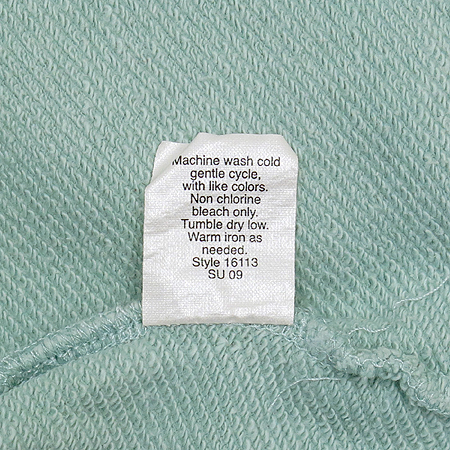 Machine wash cold
gentle cycle,
with like colors.
Non chlorine
bleach only.
Tumble dry low.
Warm iron as
needed.
Style 16113
SU 09